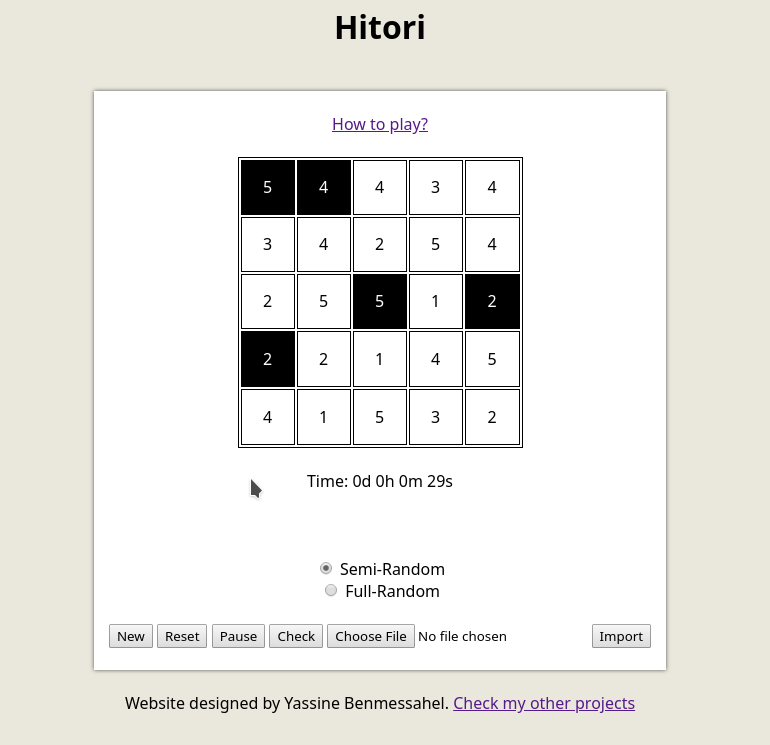 Hitori
How to play?
5 4 4 3 4
3 4 2 5 4
2 5 5 1 2
2 2 1 4 5
4 1 5 3 2
Time: 0d 0h 0m 29s
Semi-Random
Full-Random
New Reset Pause Check Choose File No file chosen Import
Website designed by Yassine Benmessahel. Check my other projects